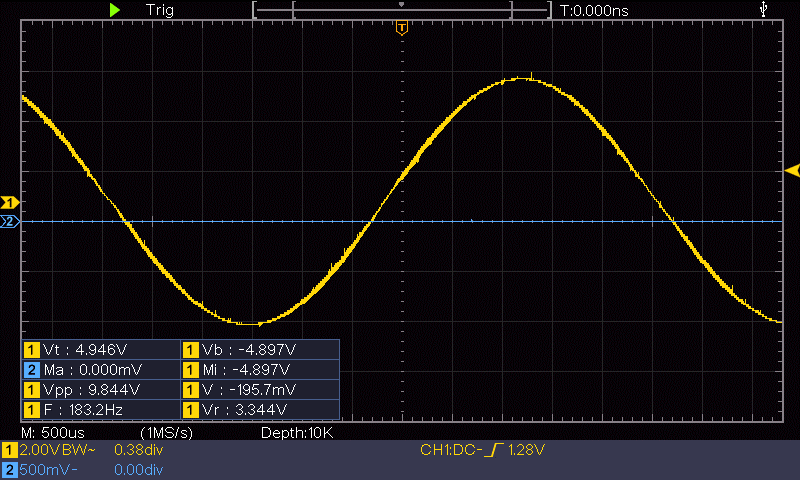 Trig T:0.000ns
T
1
2
1 Vt : 4.946V 1 Vb : -4.897V
2 Ma : 0.000mV 1 Mi : -4.897V
1 Vpp : 9.844V 1 V : -195.7mV
1 F : 183.2Hz 1 Vr : 3.344V
M: 500us (1MS/s) Depth:10K
1 2.00VBW~ 0.38div CH1:DC- 1.28V
2 500mV- 0.00div